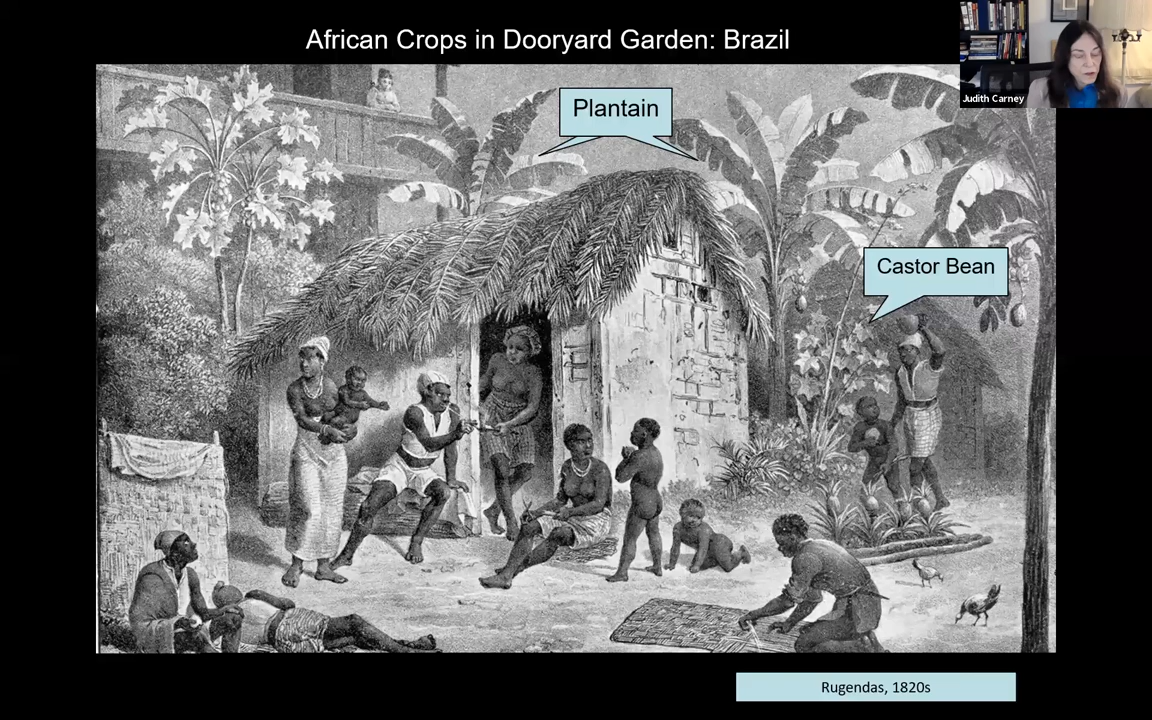 African Crops in Dooryard Garden: Brazil
Judith Carney
Plantain
Castor Bean
Rugendas, 1820s